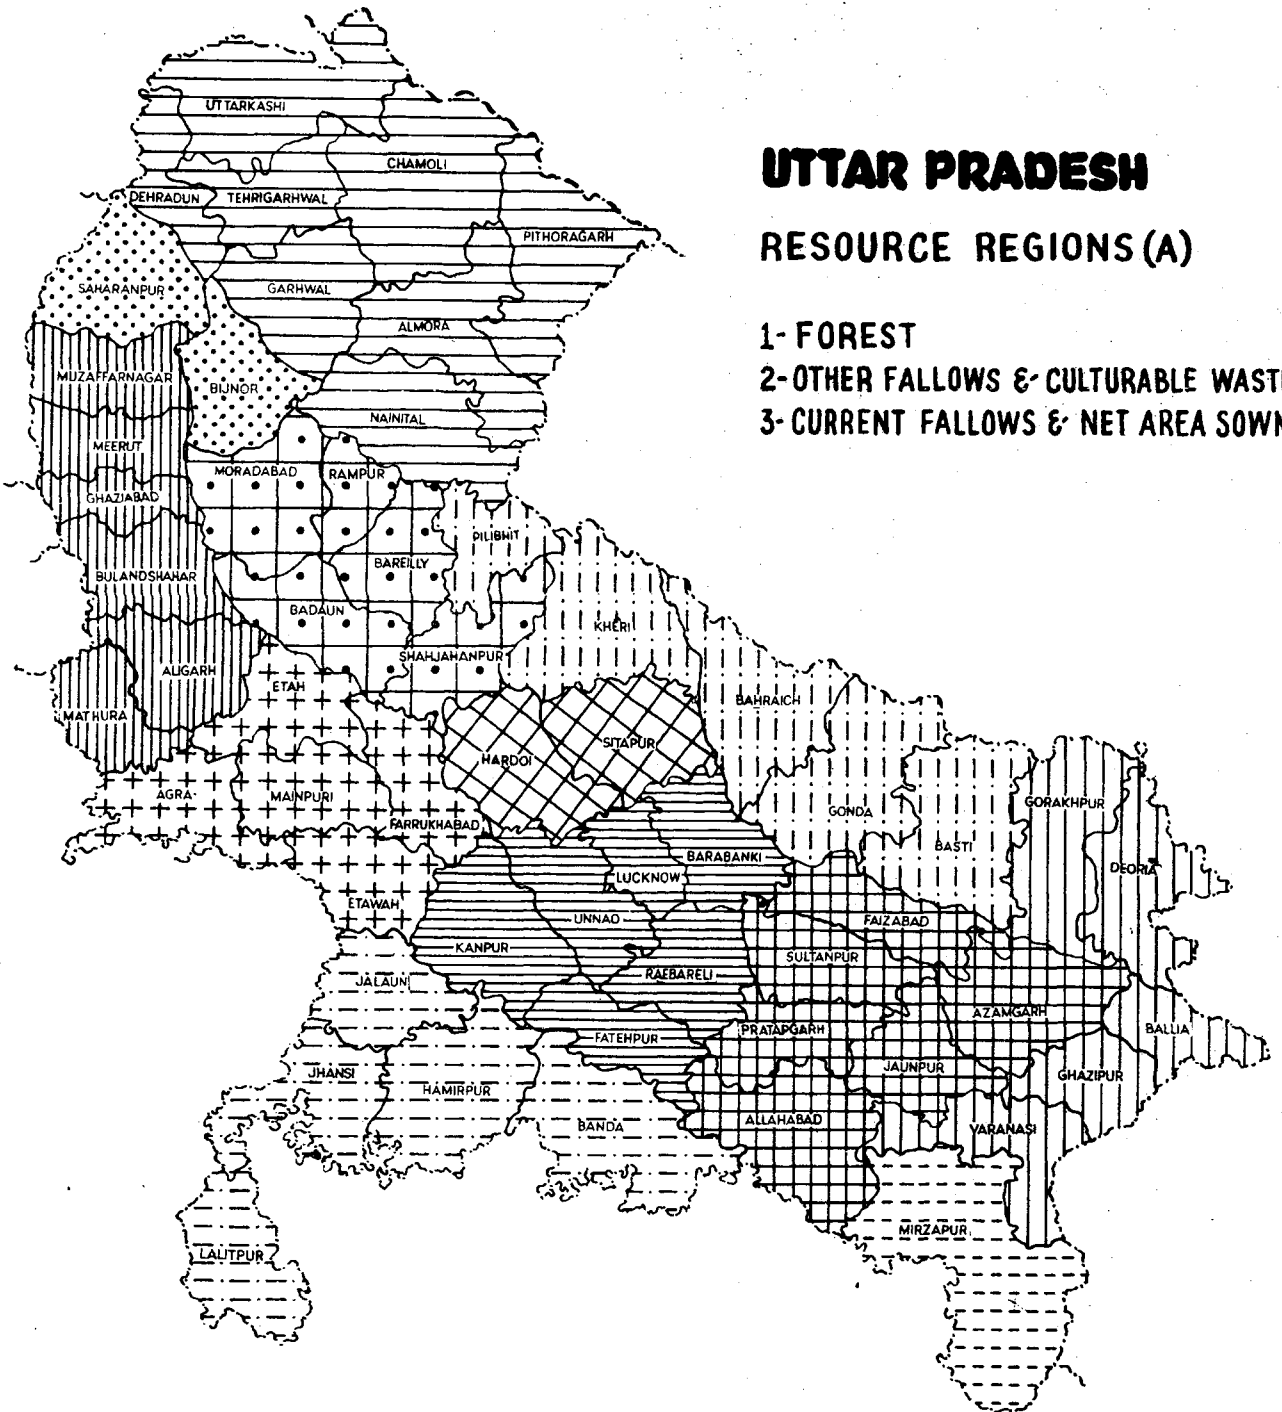 UTTAR PRADESH
RESOURCE REGIONS (A)
1- FOREST
2- OTHER FALLOWS & CULTURABLE WAST
3- CURRENT FALLOWS & NET AREA SOWN
UTTARKASHI
CHAMOLI
DEHRADUN
TEHRIGARHWAL
PITHORAGARH
SAHARANPUR
GARHWAL
ALMORA
MUZAFFARNAGAR
BIJNOR
NAINITAL
MEERUT
MORADABAD
RAMPUR
GHAZIABAD
PILIBHIT
BAREILLY
BULANDSHAHAR
BADAUN
KHERI
SHAHJAHANPUR
ALIGARH
ETAH
BAHRAICH
MATHURA
SITAPUR
HARDOI
AGRA
MAINPURI
GORAKHPUR
GONDA
FARRUKHABAD
BASTI
BARABANKI
DEORIA
LUCKNOW
ETAWAH
UNNAO
FAIZABAD
KANPUR
SULTANPUR
RAEBARELI
JALAUN
AZAMGARH
PRATAPGARH
BALLIA
FATEHPUR
JAUNPUR
JHANSI
GHAZIPUR
HAMIRPUR
ALLAHABAD
BANDA
VARANASI
MIRZAPUR
LALITPUR